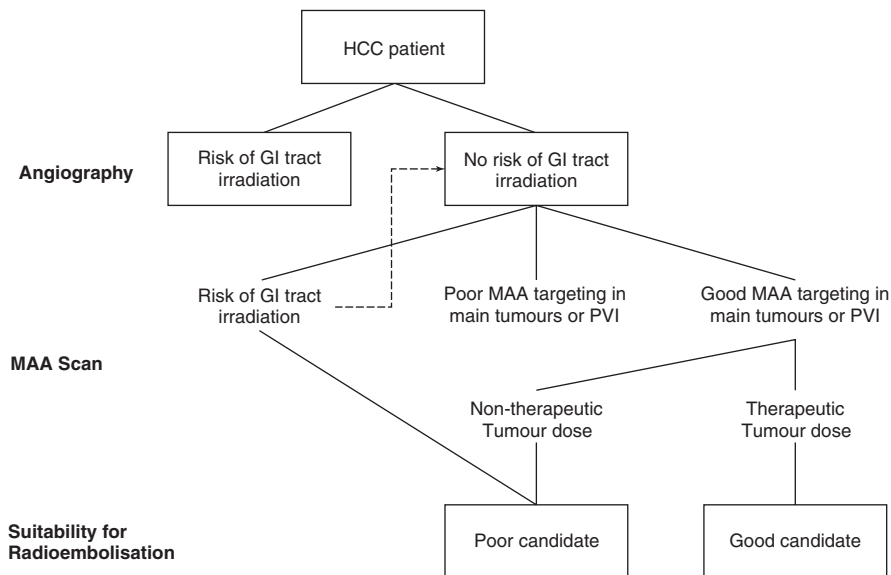 HCC patient
Angiography
Risk of GI tract
irradiation
No risk of GI tract
irradiation
MAA Scan
Risk of GI tract
irradiation
Poor MAA targeting in
main tumours or PVI
Good MAA targeting in
main tumours or PVI
Non-therapeutic
Tumour dose
Therapeutic
Tumour dose
Suitability for
Radioembolisation
Poor candidate
Good candidate